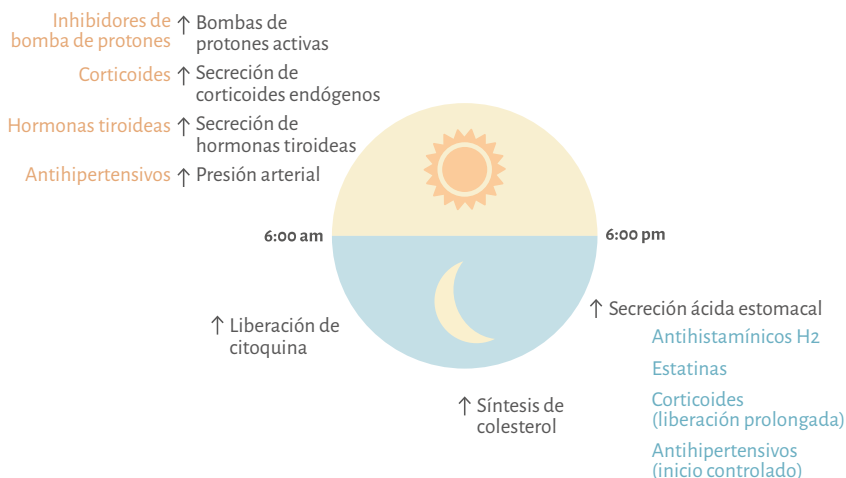 Inhibidores de
bomba de protones
↑ Bombas de
protones activas
Corticoides
↑ Secreción de
corticoides endógenos
Hormonas tiroideas
↑ Secreción de
hormonas tiroideas
Antihipertensivos
↑ Presión arterial
6:00 am
6:00 pm
↑ Liberación de
citoquina
↑ Síntesis de
colesterol
↑ Secreción ácida estomacal
Antihistamínicos H2
Estatinas
Corticoides
(liberación prolongada)
Antihipertensivos
(inicio controlado)